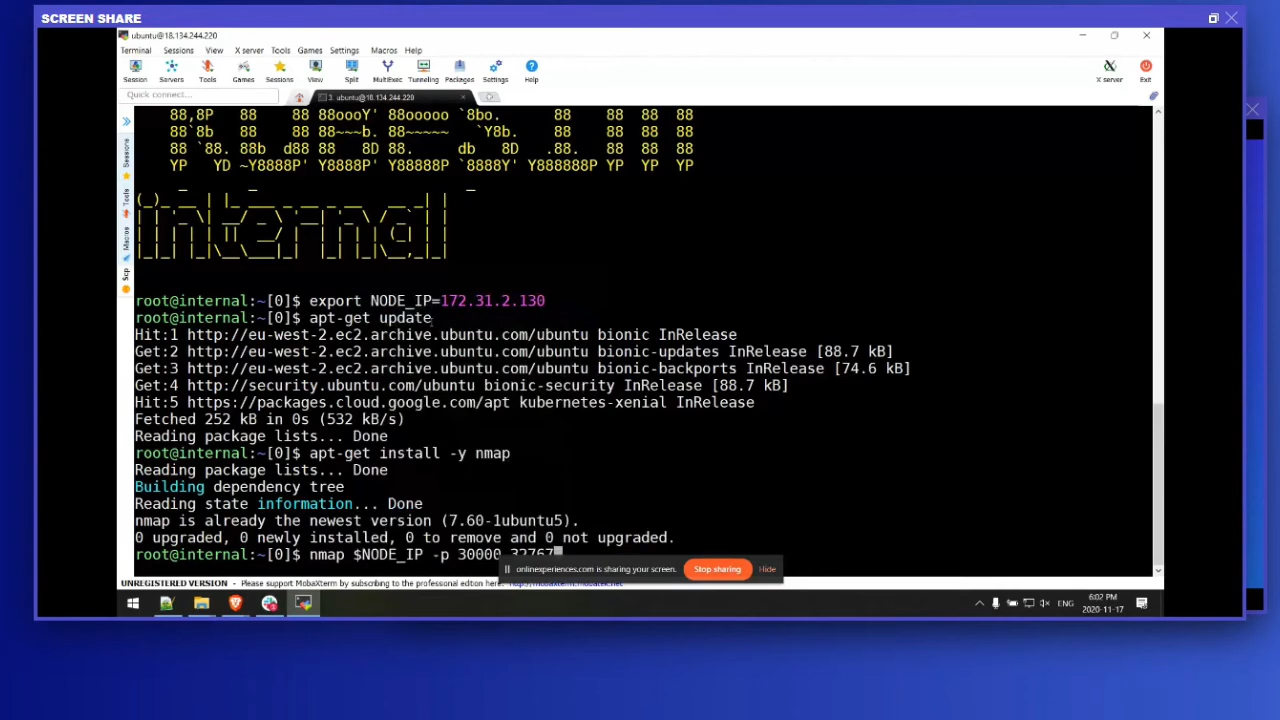 SCREEN SHARE
ubuntu@18.134.244.220
Terminal Sessions View X server Tools Games Settings Macros Help
Session Servers Tools Games Sessions View Split MultiExec Tunneling Packages Settings Help X server Exit
Quick connect...
3. ubuntu@18.134.244.220
Sessions
Tools
Macros
Scp
internal
root@internal:~[0]$ export NODE_IP=172.31.2.130
root@internal:~[0]$ apt-get update
Hit:1 http://eu-west-2.ec2.archive.ubuntu.com/ubuntu bionic InRelease
Get:2 http://eu-west-2.ec2.archive.ubuntu.com/ubuntu bionic-updates InRelease [88.7 kB]
Get:3 http://eu-west-2.ec2.archive.ubuntu.com/ubuntu bionic-backports InRelease [74.6 kB]
Get:4 http://security.ubuntu.com/ubuntu bionic-security InRelease [88.7 kB]
Hit:5 https://packages.cloud.google.com/apt kubernetes-xenial InRelease
Fetched 252 kB in 0s (532 kB/s)
Reading package lists... Done
root@internal:~[0]$ apt-get install -y nmap
Reading package lists... Done
Building dependency tree
Reading state information... Done
nmap is already the newest version (7.60-1ubuntu5).
0 upgraded, 0 newly installed, 0 to remove and 0 not upgraded.
root@internal:~[0]$ nmap $NODE_IP -p 30000 32767
onlinexperiences.com is sharing your screen. Stop sharing Hide
UNREGISTERED VERSION - Please support MobaXterm by subscribing to the professional edition here:
ENG
6:02 PM
2020-11-17